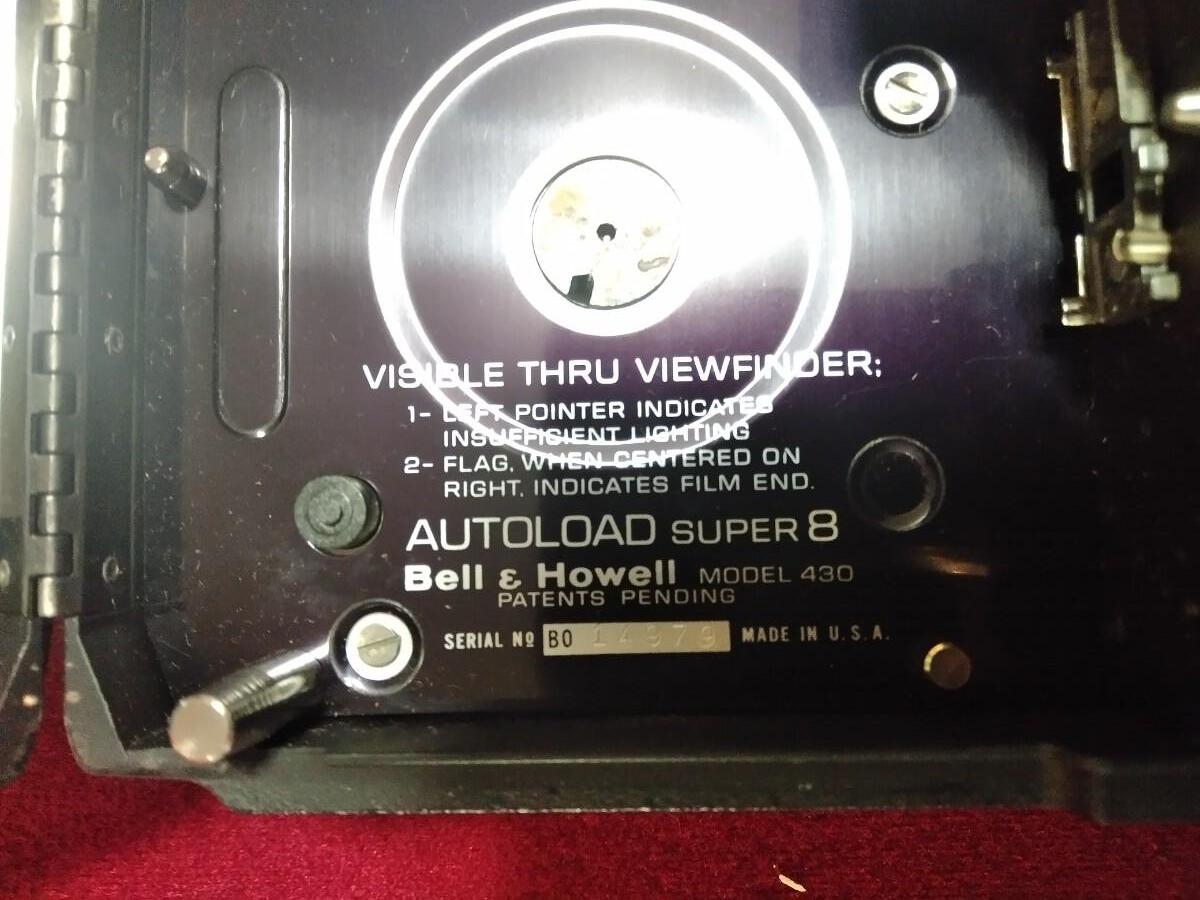 VISIBLE THRU VIEWFINDER:
1- LEFT POINTER INDICATES
INSUFFICIENT LIGHTING
2- FLAG, WHEN CENTERED ON
RIGHT, INDICATES FILM END.
AUTOLOAD SUPER 8
Bell & Howell MODEL 430
PATENTS PENDING
SERIAL Nº BO 14979 MADE IN U.S.A.